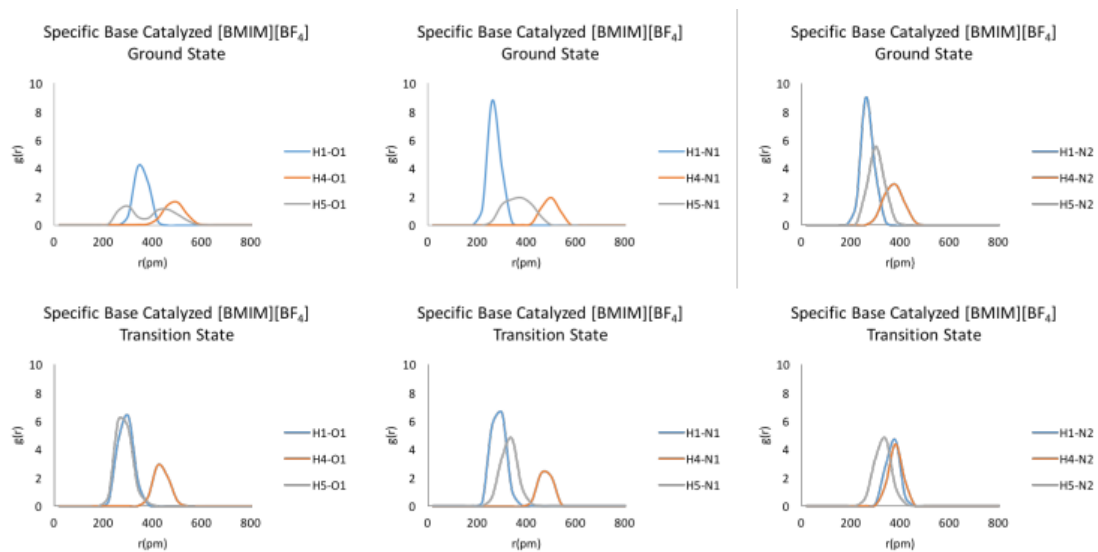 Specific Base Catalyzed [BMIM][BF₄]
Ground State
10
8
6
4
2
0
g(r)
0 200 400 600 800
r(pm)
H1-O1
H4-O1
H5-O1
Specific Base Catalyzed [BMIM][BF₄]
Ground State
10
8
6
4
2
0
g(r)
0 200 400 600 800
r(pm)
H1-N1
H4-N1
H5-N1
Specific Base Catalyzed [BMIM][BF₄]
Ground State
10
8
6
4
2
0
g(r)
0 200 400 600 800
r(pm)
H1-N2
H4-N2
H5-N2
Specific Base Catalyzed [BMIM][BF₄]
Transition State
10
8
6
4
2
0
g(r)
0 200 400 600 800
r(pm)
H1-O1
H4-O1
H5-O1
Specific Base Catalyzed [BMIM][BF₄]
Transition State
10
8
6
4
2
0
g(r)
0 200 400 600 800
r(pm)
H1-N1
H4-N1
H5-N1
Specific Base Catalyzed [BMIM][BF₄]
Transition State
10
8
6
4
2
0
g(r)
0 200 400 600 800
r(pm)
H1-N2
H4-N2
H5-N2